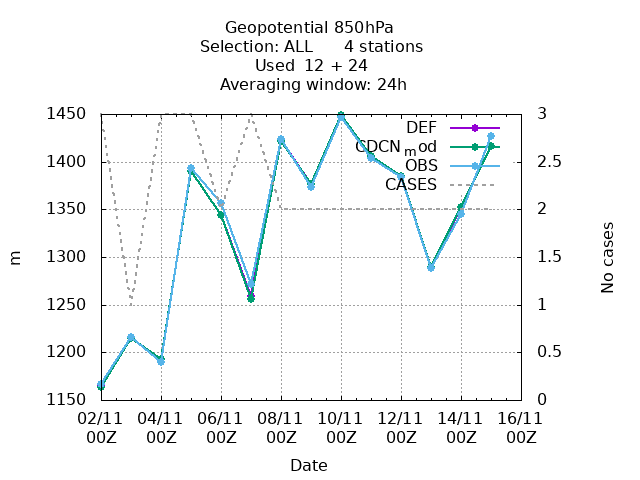 Geopotential 850hPa
Selection: ALL      4 stations
Used  12 + 24
Averaging window: 24h
1450 3
DEF
CDCN_mod
1400 2.5
OBS
CASES
1350 2
1300 1.5
m
No cases
1250 1
1200 0.5
1150 0
02/11 04/11 06/11 08/11 10/11 12/11 14/11 16/11
00Z 00Z 00Z 00Z 00Z 00Z 00Z 00Z
Date